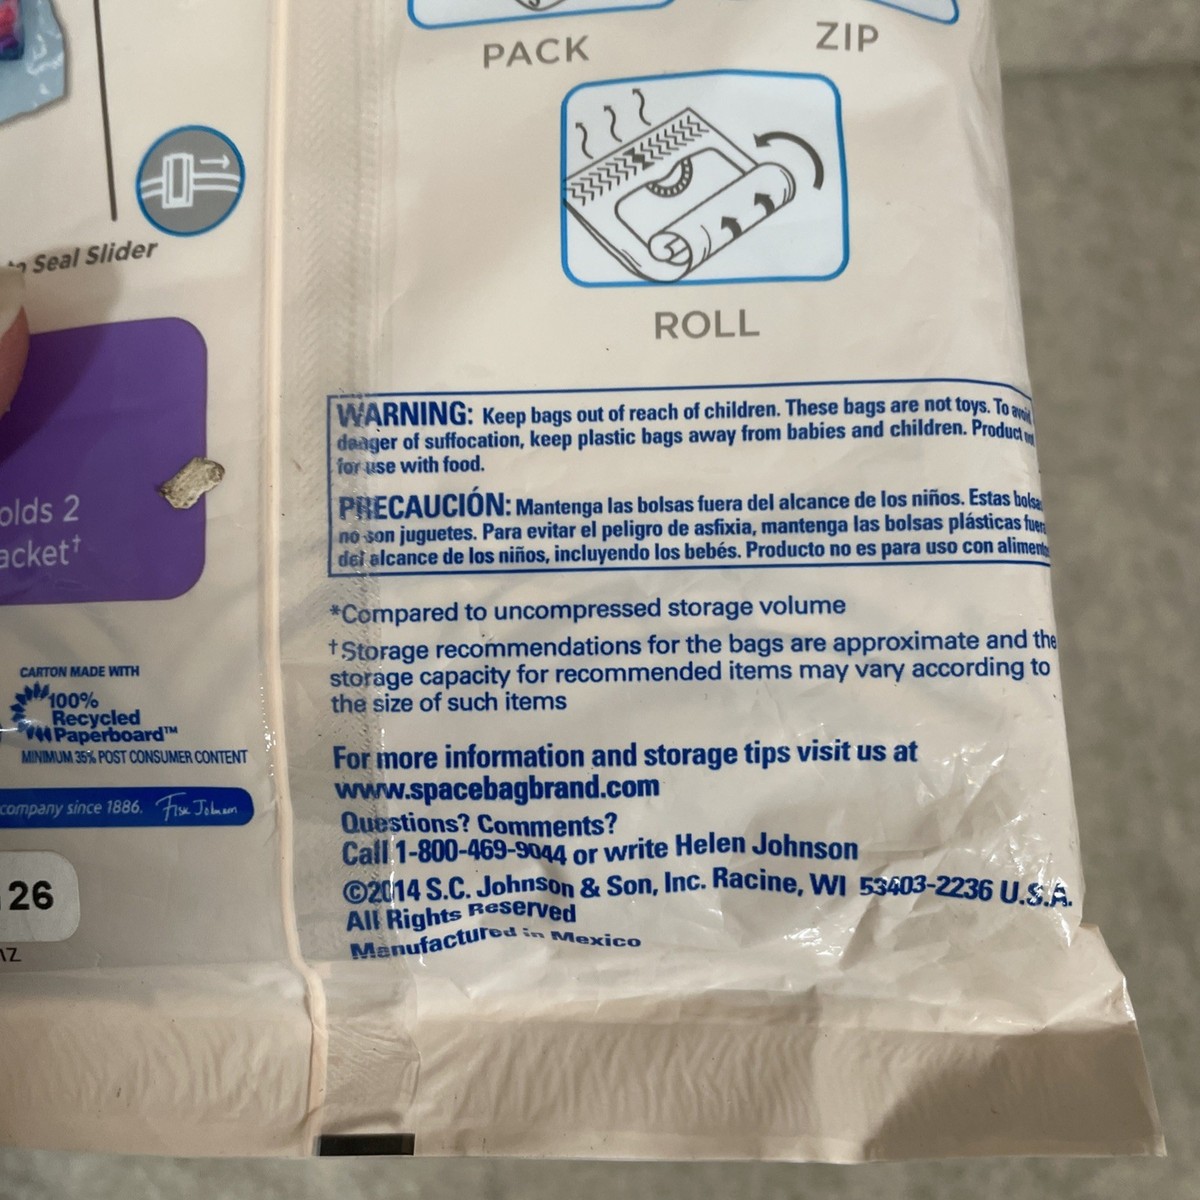 PACK
ZIP
ROLL
Seal Slider
WARNING: Keep bags out of reach of children. These bags are not toys. To avoid
danger of suffocation, keep plastic bags away from babies and children. Product not
for use with food.
PRECAUCIÓN: Mantenga las bolsas fuera del alcance de los niños. Estas bolsas
no son juguetes. Para evitar el peligro de asfixia, mantenga las bolsas plásticas fuera
del alcance de los niños, incluyendo los bebés. Producto no es para uso con
olds 2
acket†
*Compared to uncompressed storage volume
†Storage recommendations for the bags are approximate and the
storage capacity for recommended items may vary according to
the size of such items
CARTON MADE WITH
100%
Recycled
Paperboard™
MINIMUM 35% POST CONSUMER CONTENT
company since 1886. Fisk Johnson
26
For more information and storage tips visit us at
www.spacebagbrand.com
Questions? Comments?
Call 1-800-469-9044 or write Helen Johnson
©2014 S.C. Johnson & Son, Inc. Racine, WI 53403-2236 U.S.A.
All Rights Reserved
Manufactured in Mexico